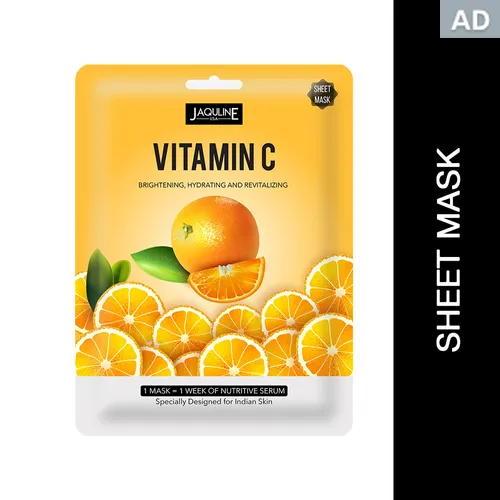 AD
SHEET
MASK
JAQULINE
USA
VITAMIN C
BRIGHTENING, HYDRATING AND REVITALIZING
1 MASK = 1 WEEK OF NUTRITIVE SERUM
Specially Designed for Indian Skin
SHEET MASK